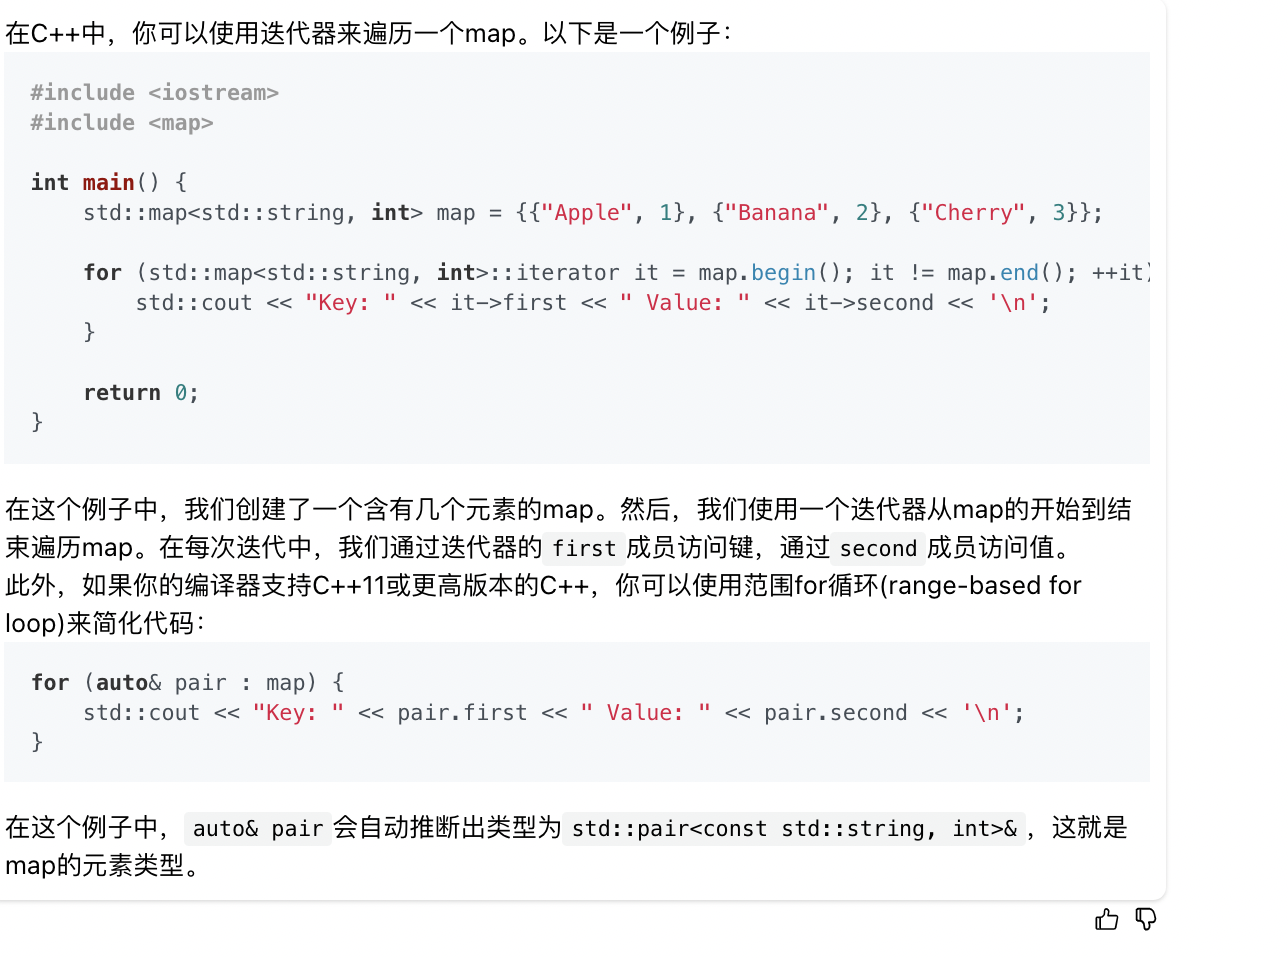 在C++中，你可以使用迭代器来遍历一个map。以下是一个例子：
#include <iostream>
#include <map>
int main() {
    std::map<std::string, int> map = {{"Apple", 1}, {"Banana", 2}, {"Cherry", 3}};
    for (std::map<std::string, int>::iterator it = map.begin(); it != map.end(); ++it)
        std::cout << "Key: " << it->first << " Value: " << it->second << '\n';
    }
    return 0;
}
在这个例子中，我们创建了一个含有几个元素的map。然后，我们使用一个迭代器从map的开始到结
束遍历map。在每次迭代中，我们通过迭代器的 first 成员访问键，通过 second 成员访问值。
此外，如果你的编译器支持C++11或更高版本的C++，你可以使用范围for循环(range-based for
loop)来简化代码：
for (auto& pair : map) {
    std::cout << "Key: " << pair.first << " Value: " << pair.second << '\n';
}
在这个例子中， auto& pair 会自动推断出类型为 std::pair<const std::string, int>& ，这就是
map的元素类型。